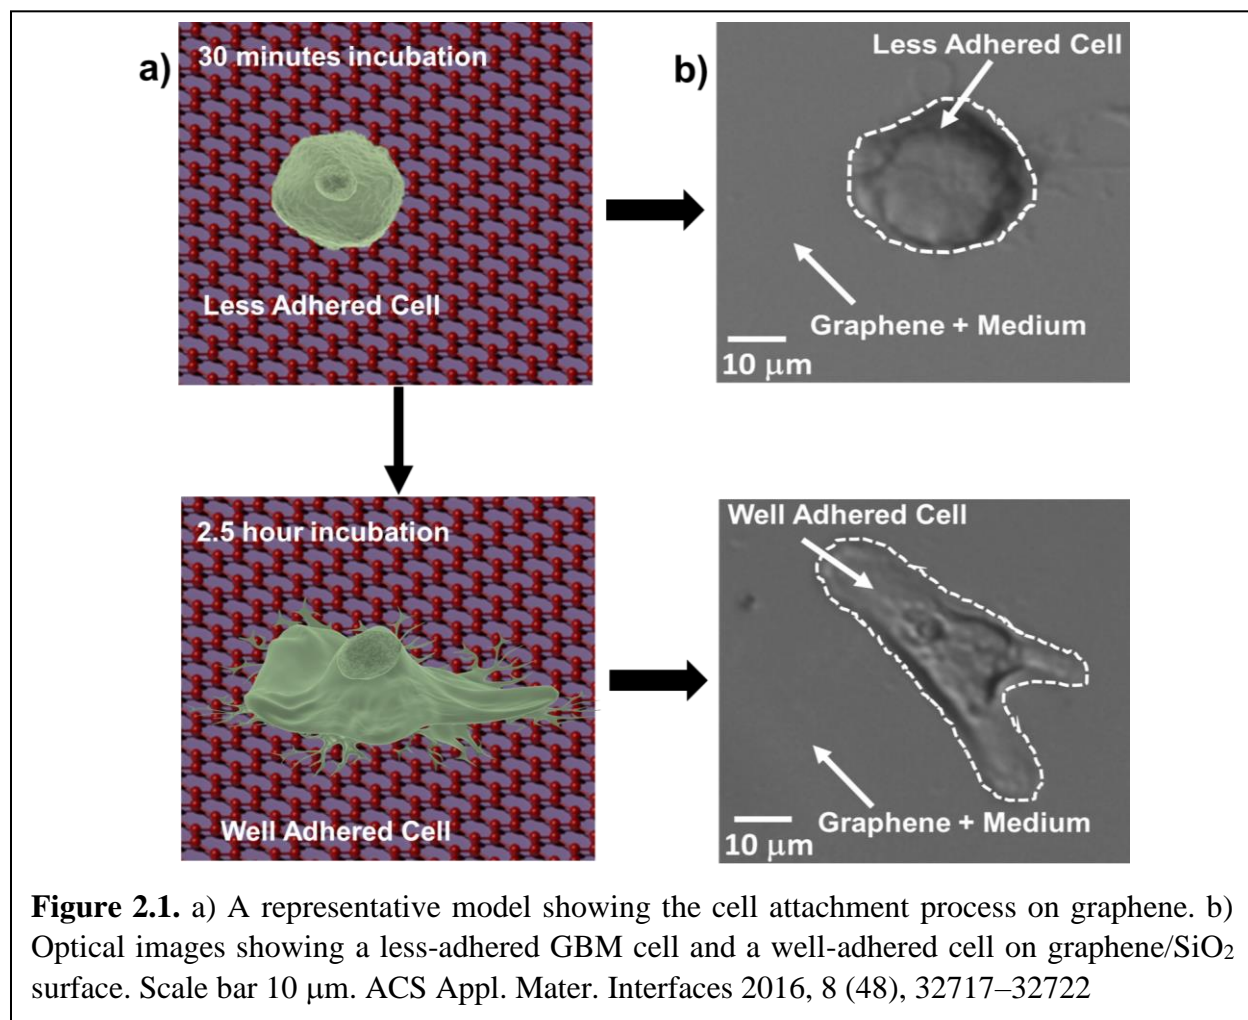 a)
30 minutes incubation
Less Adhered Cell
b)
Less Adhered Cell
Graphene + Medium
10 μm
2.5 hour incubation
Well Adhered Cell
Well Adhered Cell
Graphene + Medium
10 μm
Figure 2.1. a) A representative model showing the cell attachment process on graphene. b)
Optical images showing a less-adhered GBM cell and a well-adhered cell on graphene/SiO₂
surface. Scale bar 10 μm. ACS Appl. Mater. Interfaces 2016, 8 (48), 32717–32722